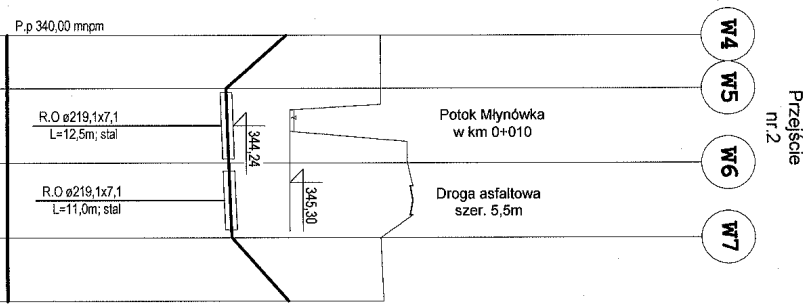 P.p 340,00 mnpm
W4
W5
Przejście
nr.2
R.O ø219,1x7,1
L=12,5m; stal
344,24
Potok Młynówka
w km 0+010
W6
R.O ø219,1x7,1
L=11,0m; stal
345,30
Droga asfaltowa
szer. 5,5m
W7